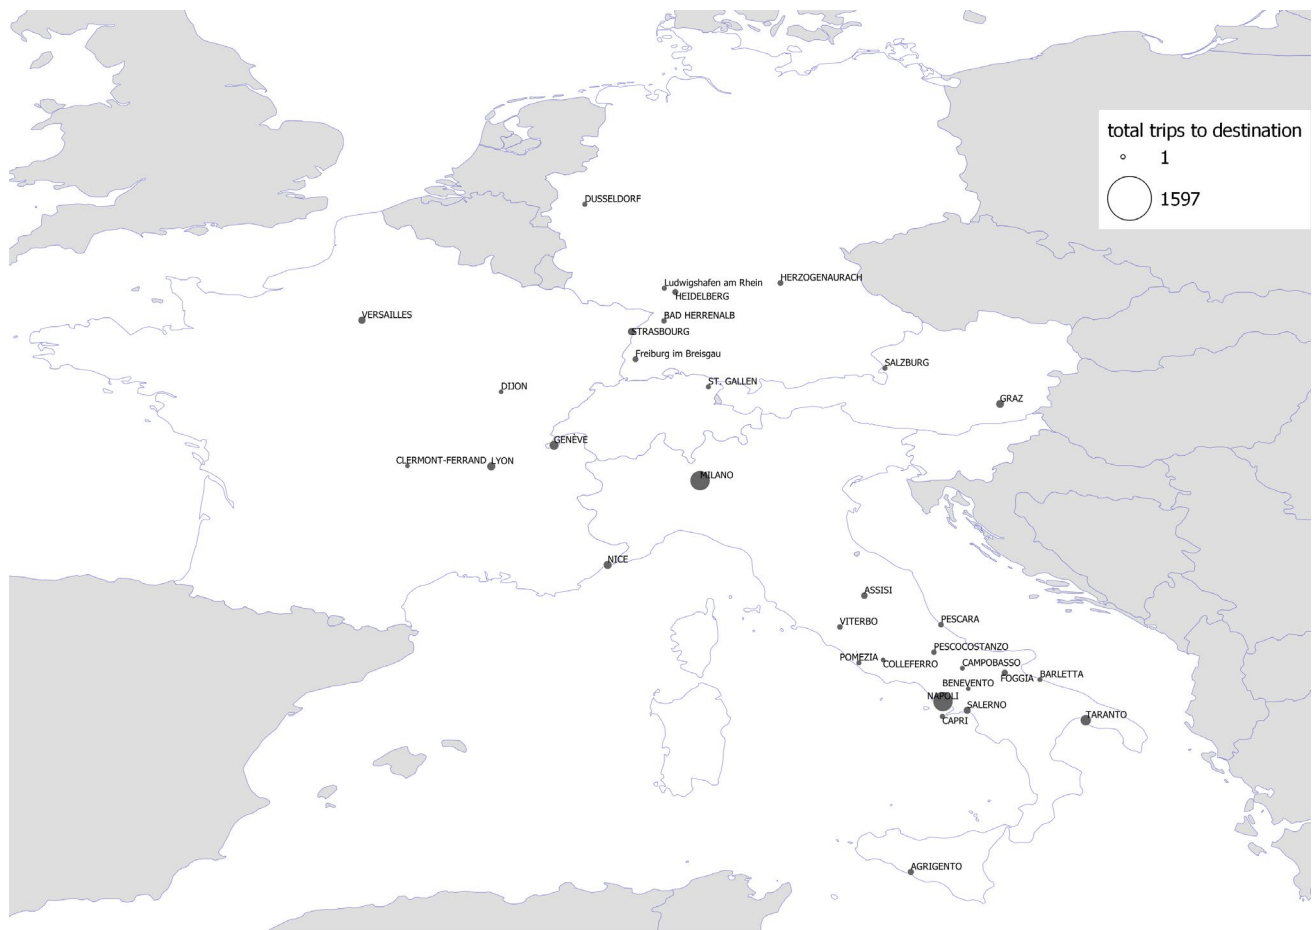 total trips to destination
1
1597
DUSSELDORF
Ludwigshafen am Rhein
HERZOGENAURACH
HEIDELBERG
VERSAILLES
BAD HERRENALB
STRASBOURG
Freiburg im Breisgau
SALZBURG
DIJON
ST. GALLEN
GRAZ
GENÈVE
CLERMONT-FERRAND
LYON
MILANO
NICE
ASSISI
VITERBO
PESCARA
PESCOCOSTANZO
POMEZIA
COLLEFERRO
CAMPOBASSO
FOGGIA
BARLETTA
BENEVENTO
NAPOLI
SALERNO
CAPRI
TARANTO
AGRIGENTO